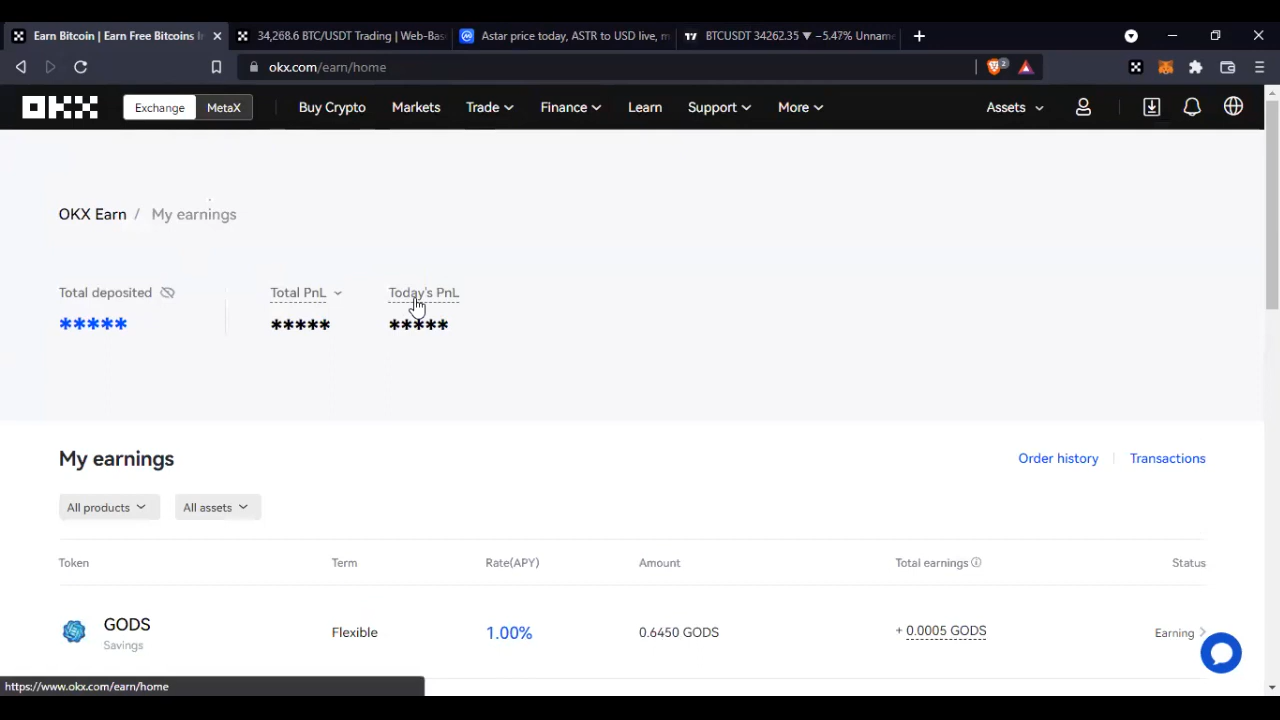 Earn Bitcoin | Earn Free Bitcoins In
34,268.6 BTC/USDT Trading | Web-Bas
Astar price today, ASTR to USD live, m
BTCUSDT 34262.35 ▼ −5.47% Unname
okx.com/earn/home
2
OKX
Exchange
MetaX
Buy Crypto
Markets
Trade
Finance
Learn
Support
More
Assets
OKX Earn / My earnings
Total deposited
Total PnL
Today's PnL
*****
*****
*****
My earnings
Order history
Transactions
All products
All assets
Token
Term
Rate(APY)
Amount
Total earnings
Status
GODS
Savings
Flexible
1.00%
0.6450 GODS
+ 0.0005 GODS
Earning
https://www.okx.com/earn/home